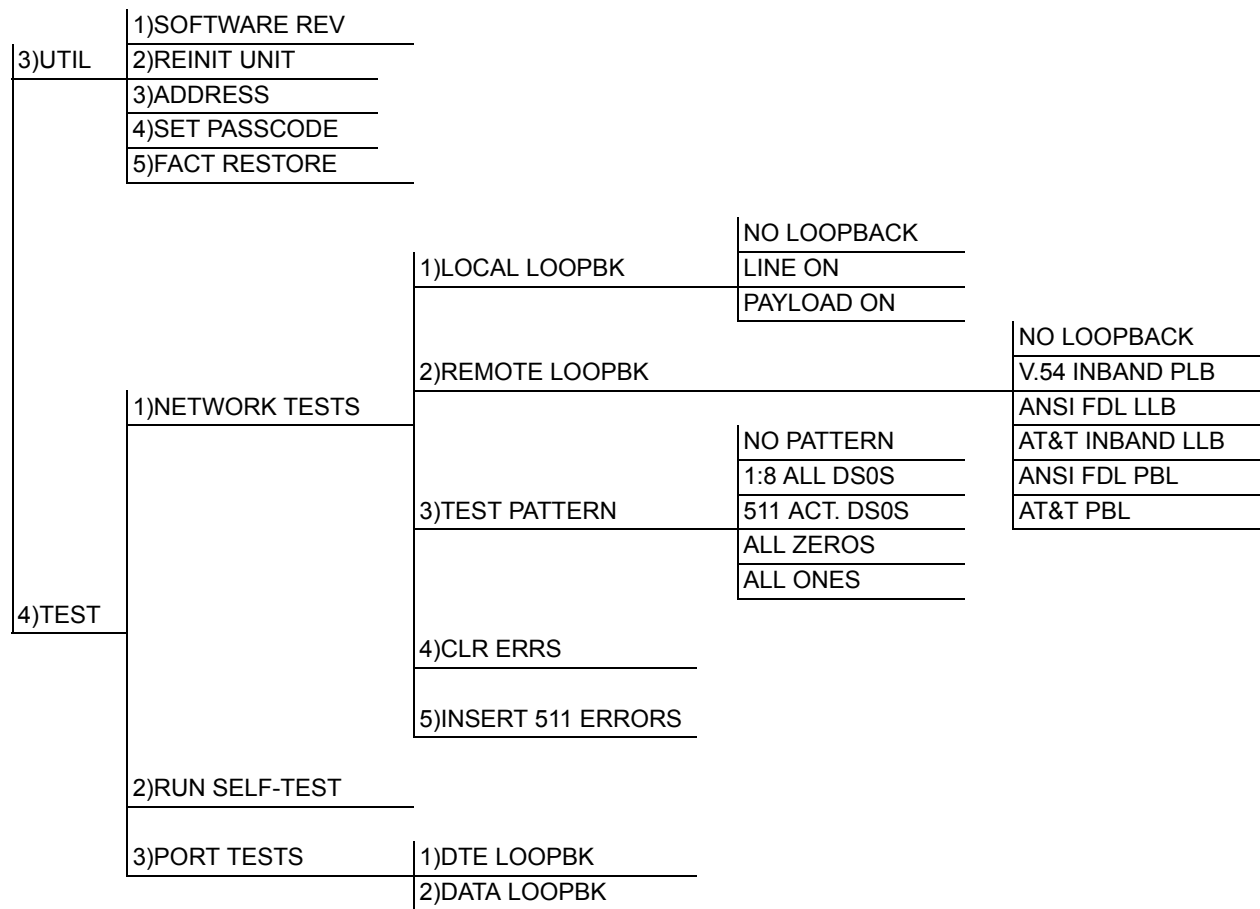 1)SOFTWARE REV
3)UTIL
2)REINIT UNIT
3)ADDRESS
4)SET PASSCODE
5)FACT RESTORE
4)TEST
1)NETWORK TESTS
1)LOCAL LOOPBK
NO LOOPBACK
LINE ON
PAYLOAD ON
2)REMOTE LOOPBK
NO LOOPBACK
V.54 INBAND PLB
ANSI FDL LLB
AT&T INBAND LLB
ANSI FDL PBL
AT&T PBL
3)TEST PATTERN
NO PATTERN
1:8 ALL DS0S
511 ACT. DS0S
ALL ZEROS
ALL ONES
4)CLR ERRS
5)INSERT 511 ERRORS
2)RUN SELF-TEST
3)PORT TESTS
1)DTE LOOPBK
2)DATA LOOPBK